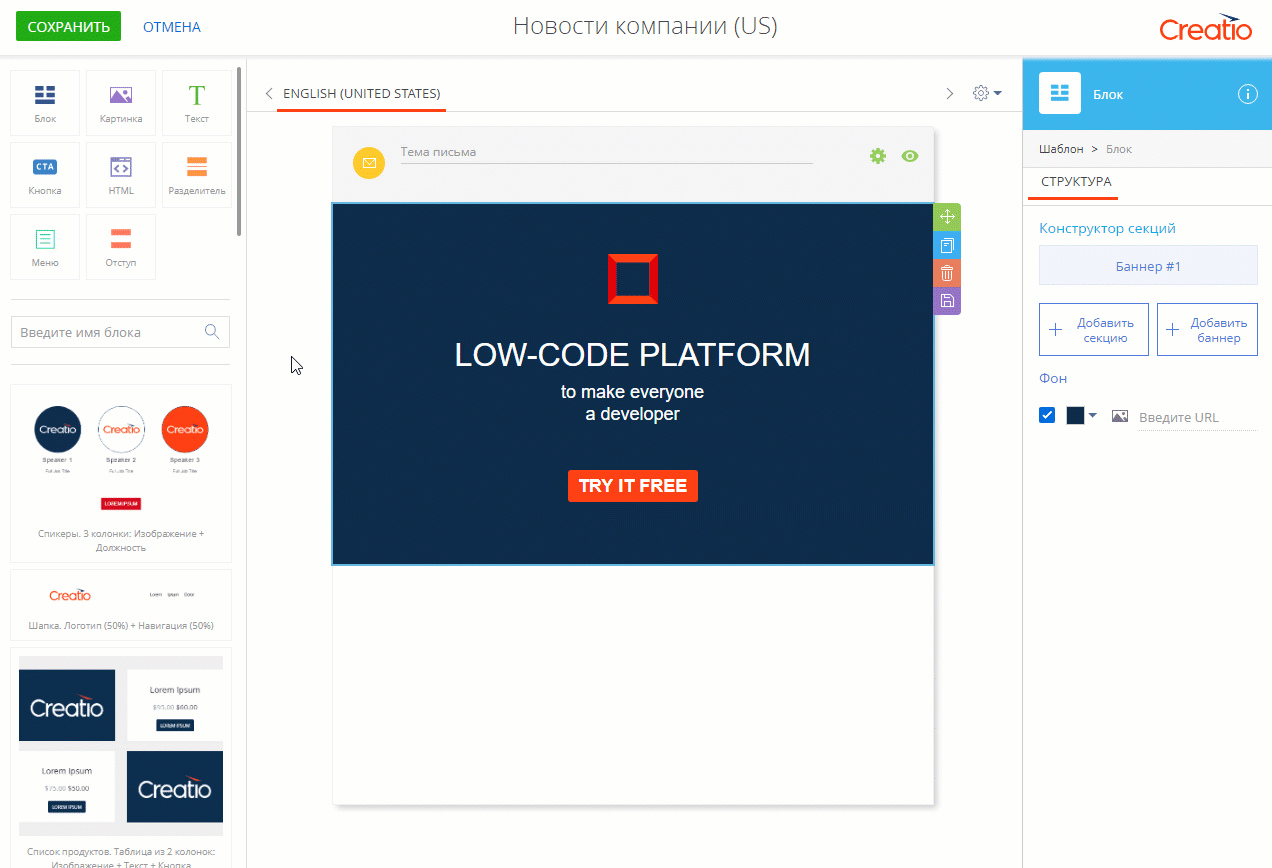 СОХРАНИТЬ
ОТМЕНА
Новости компании (US)
Creatio
Блок
Картинка
Текст
CTA
Кнопка
HTML
Разделитель
Меню
Отступ
Введите имя блока
Creatio
Creatio
Creatio
Speaker 1
Speaker 2
Speaker 3
Full Job Title
Full Job Title
Full Job Title
LOREM IPSUM
Спикеры. 3 колонки: Изображение +
Должность
Creatio
Lorem Ipsum Dolor
Шапка. Логотип (50%) + Навигация (50%)
Creatio
Lorem Ipsum
$95.00 $60.00
LOREM IPSUM
Lorem Ipsum
$75.00 $50.00
LOREM IPSUM
Creatio
Список продуктов. Таблица из 2 колонок:
Изображение + Текст + Кнопка
ENGLISH (UNITED STATES)
Тема письма
LOW-CODE PLATFORM
to make everyone
a developer
TRY IT FREE
Блок
Шаблон > Блок
СТРУКТУРА
Конструктор секций
Баннер #1
Добавить
секцию
Добавить
баннер
Фон
Введите URL